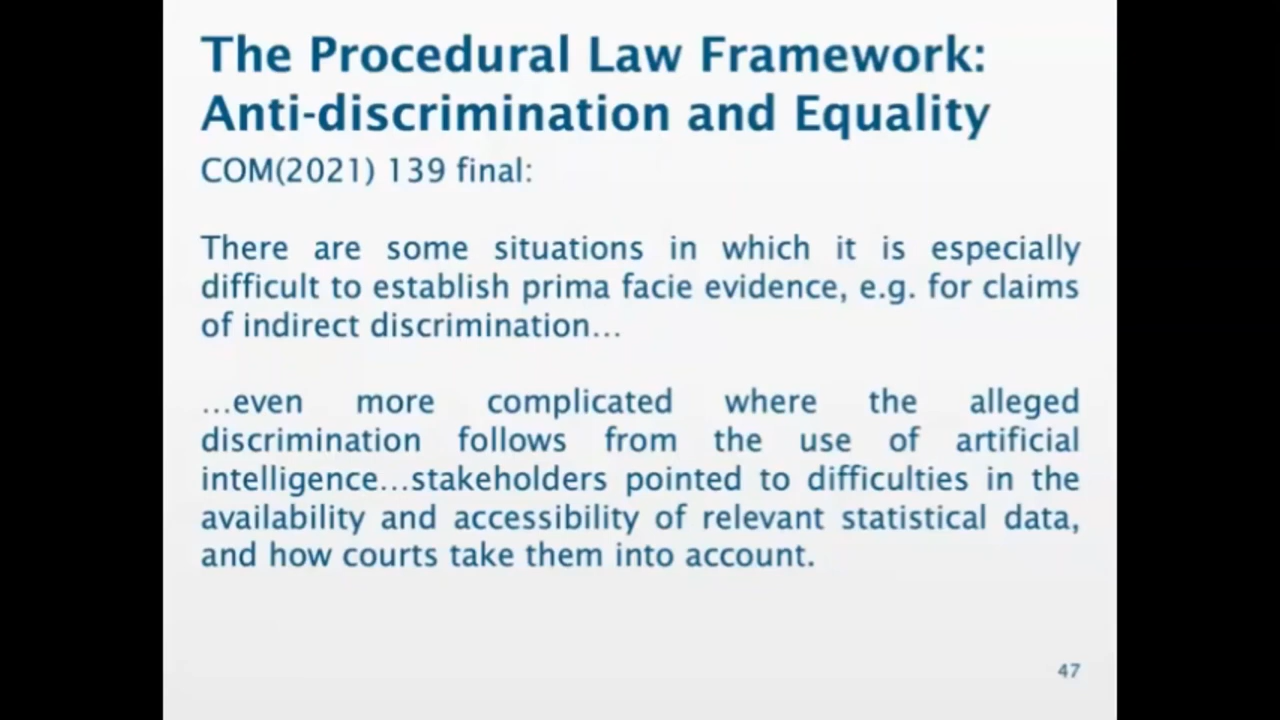 The Procedural Law Framework:
Anti-discrimination and Equality
COM(2021) 139 final:
There are some situations in which it is especially
difficult to establish prima facie evidence, e.g. for claims
of indirect discrimination...
...even more complicated where the alleged
discrimination follows from the use of artificial
intelligence...stakeholders pointed to difficulties in the
availability and accessibility of relevant statistical data,
and how courts take them into account.
47